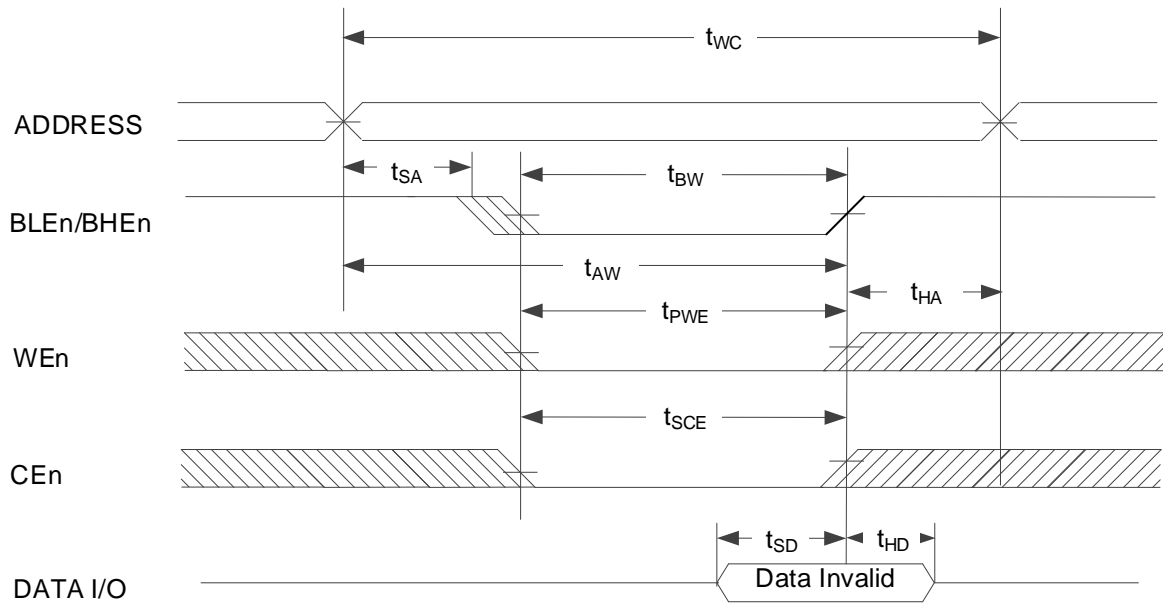 tWC
ADDRESS
tSA
tBW
BLEn/BHEn
tAW
tHA
tPWE
WEn
tSCE
CEn
tSD
tHD
DATA I/O
Data Invalid